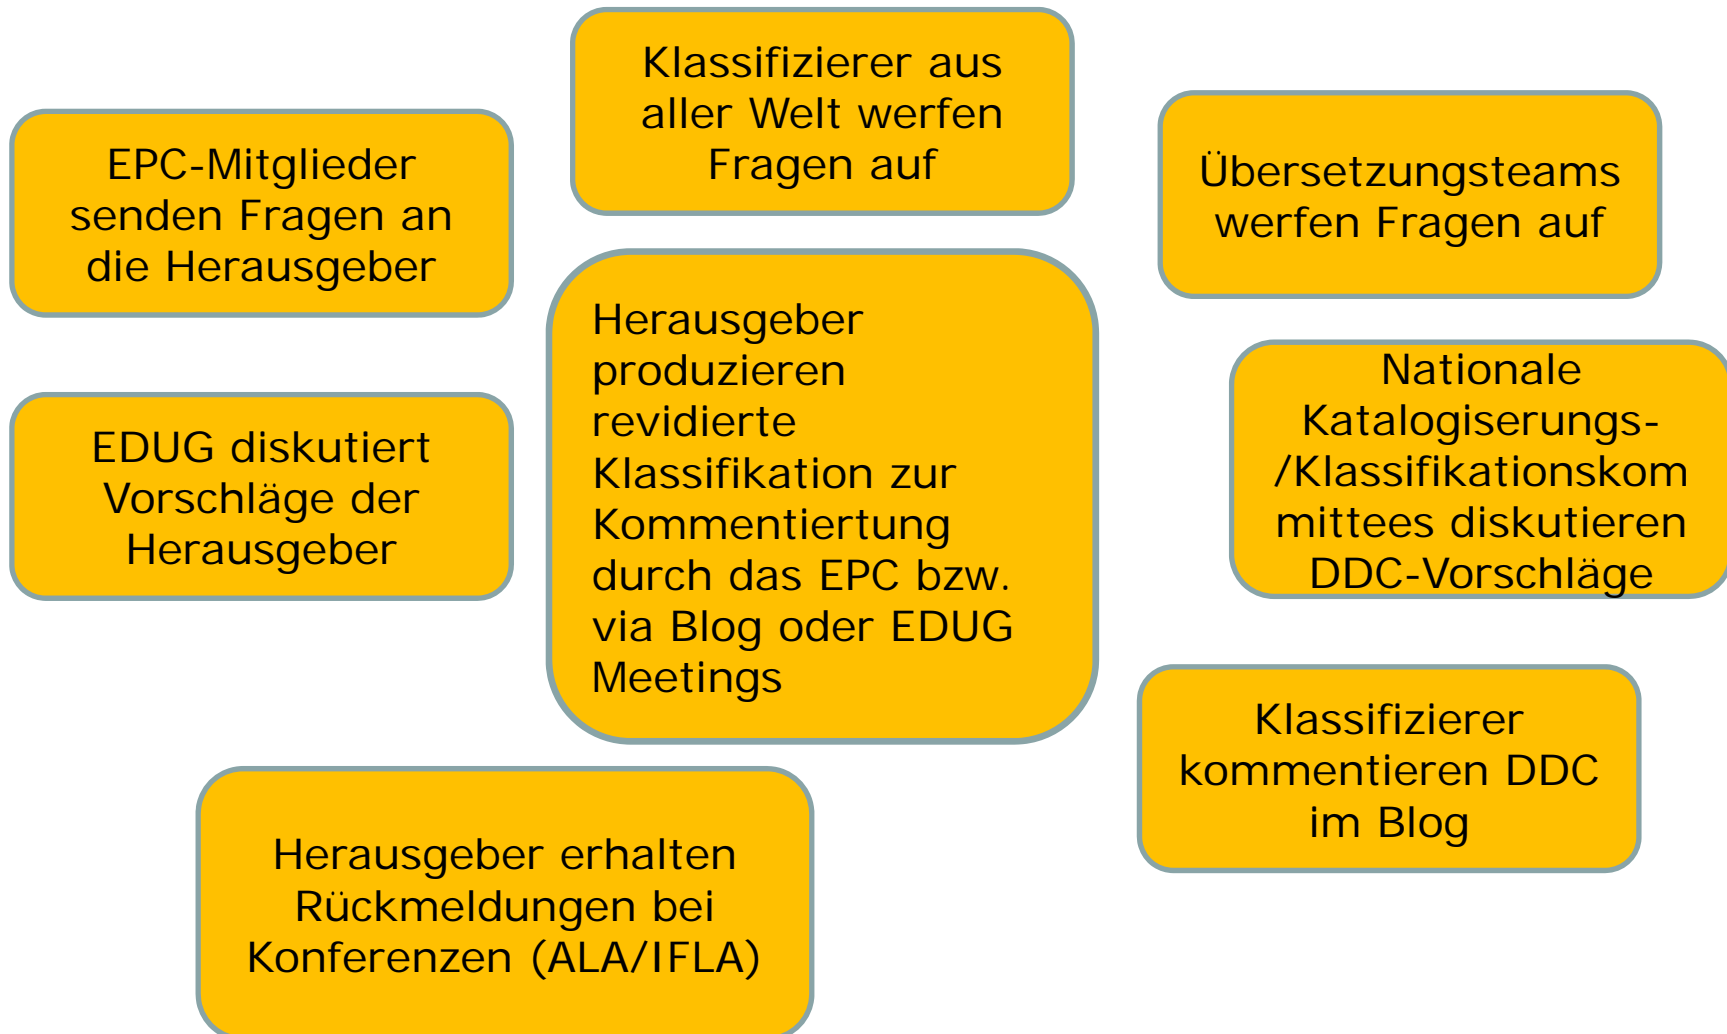 Klassifizierer aus
aller Welt werfen
Fragen auf
EPC-Mitglieder
senden Fragen an
die Herausgeber
Übersetzungsteams
werfen Fragen auf
Herausgeber
produzieren
revidierte
Klassifikation zur
Kommentiertung
durch das EPC bzw.
via Blog oder EDUG
Meetings
EDUG diskutiert
Vorschläge der
Herausgeber
Nationale
Katalogiserungs-
/Klassifikationskom
mittees diskutieren
DDC-Vorschläge
Klassifizierer
kommentieren DDC
im Blog
Herausgeber erhalten
Rückmeldungen bei
Konferenzen (ALA/IFLA)